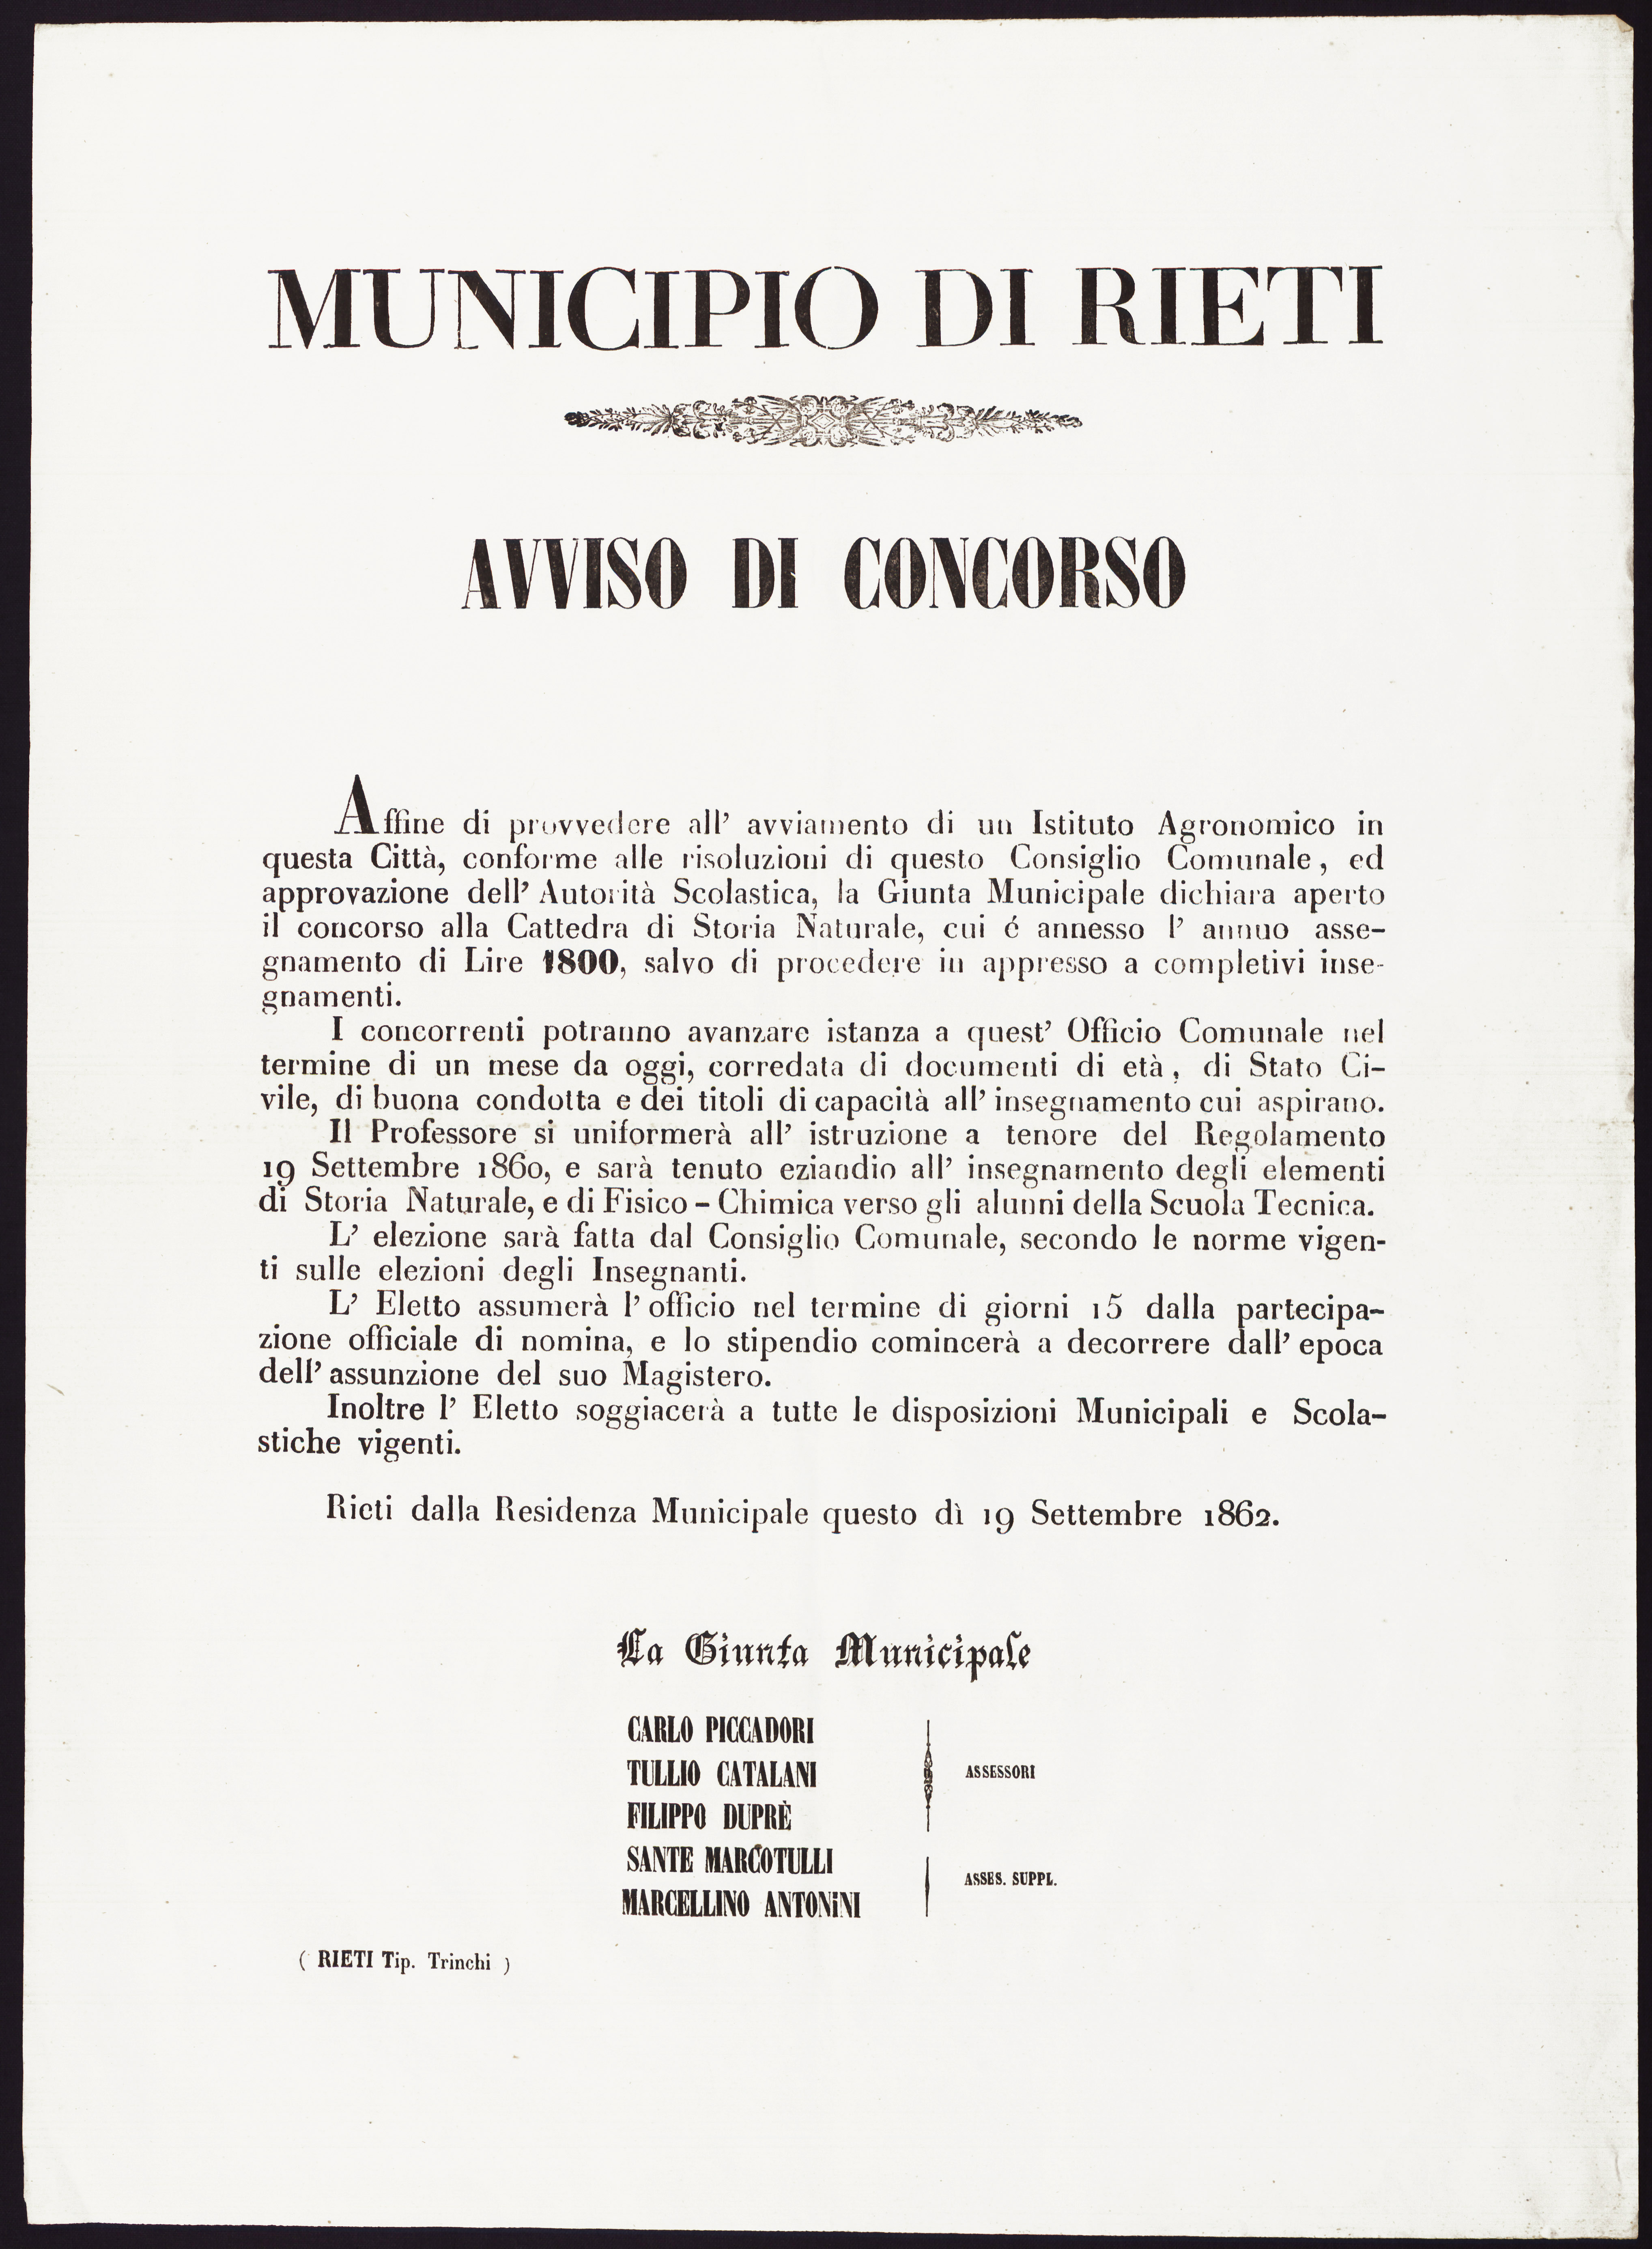 MUNICIPIO DI RIETI
AVVISO DI CONCORSO
Affine di provvedere all' avviamento di un Istituto Agronomico in
questa Città, conforme alle risoluzioni di questo Consiglio Comunale, ed
approvazione dell' Autorità Scolastica, la Giunta Municipale dichiara aperto
il concorso alla Cattedra di Storia Naturale, cui é annesso l' annuo asse-
gnamento di Lire 1800, salvo di procedere in appresso a completivi inse-
gnamenti.
I concorrenti potranno avanzare istanza a quest' Officio Comunale nel
termine di un mese da oggi, corredata di documenti di età, di Stato Ci-
vile, di buona condotta e dei titoli di capacità all' insegnamento cui aspirano.
Il Professore si uniformerà all' istruzione a tenore del Regolamento
19 Settembre 1860, e sarà tenuto eziandio all' insegnamento degli elementi
di Storia Naturale, e di Fisico - Chimica verso gli alunni della Scuola Tecnica.
L' elezione sarà fatta dal Consiglio Comunale, secondo le norme vigen-
ti sulle elezioni degli Insegnanti.
L' Eletto assumerà l' officio nel termine di giorni 15 dalla partecipa-
zione officiale di nomina, e lo stipendio comincerà a decorrere dall' epoca
dell' assunzione del suo Magistero.
Inoltre l' Eletto soggiacerà a tutte le disposizioni Municipali e Scola-
stiche vigenti.
Rieti dalla Residenza Municipale questo dì 19 Settembre 1862.
La Giunta Municipale
CARLO PICCADORI
TULLIO CATALANI
ASSESSORI
FILIPPO DUPRÈ
SANTE MARCOTULLI
ASSES. SUPPL.
MARCELLINO ANTONiNI
( RIETI Tip. Trinchi )